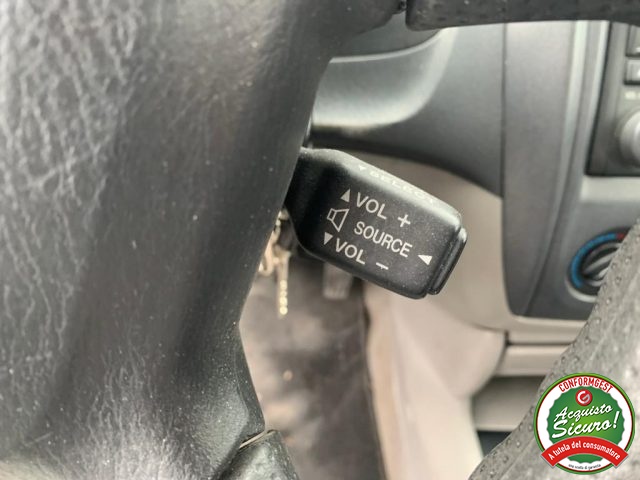 ▲ VOL +
SOURCE ◄
▼ VOL −
CONFORMGEST
Acquisto
Sicuro!
A tutela del consumatore